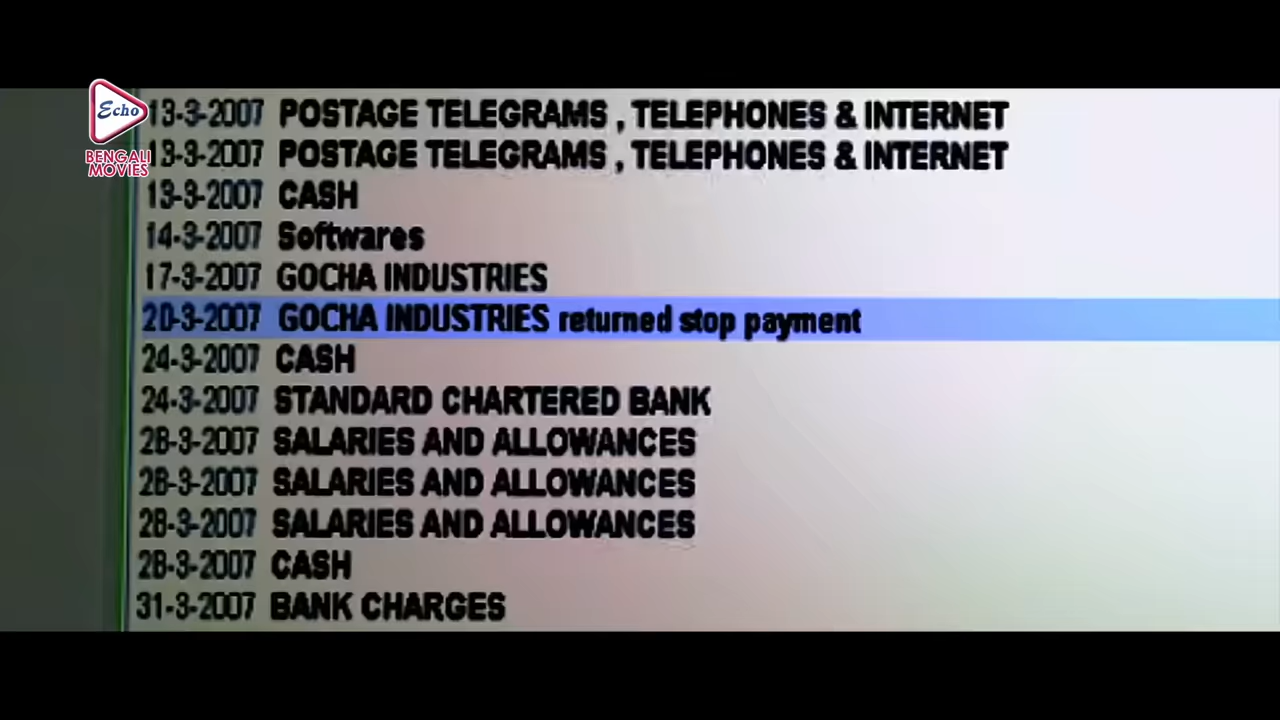 Echo
BENGALI
MOVIES
13-3-2007 POSTAGE TELEGRAMS , TELEPHONES & INTERNET
13-3-2007 POSTAGE TELEGRAMS , TELEPHONES & INTERNET
13-3-2007 CASH
14-3-2007 Softwares
17-3-2007 GOCHA INDUSTRIES
20-3-2007 GOCHA INDUSTRIES returned stop payment
24-3-2007 CASH
24-3-2007 STANDARD CHARTERED BANK
28-3-2007 SALARIES AND ALLOWANCES
28-3-2007 SALARIES AND ALLOWANCES
28-3-2007 SALARIES AND ALLOWANCES
28-3-2007 CASH
31-3-2007 BANK CHARGES